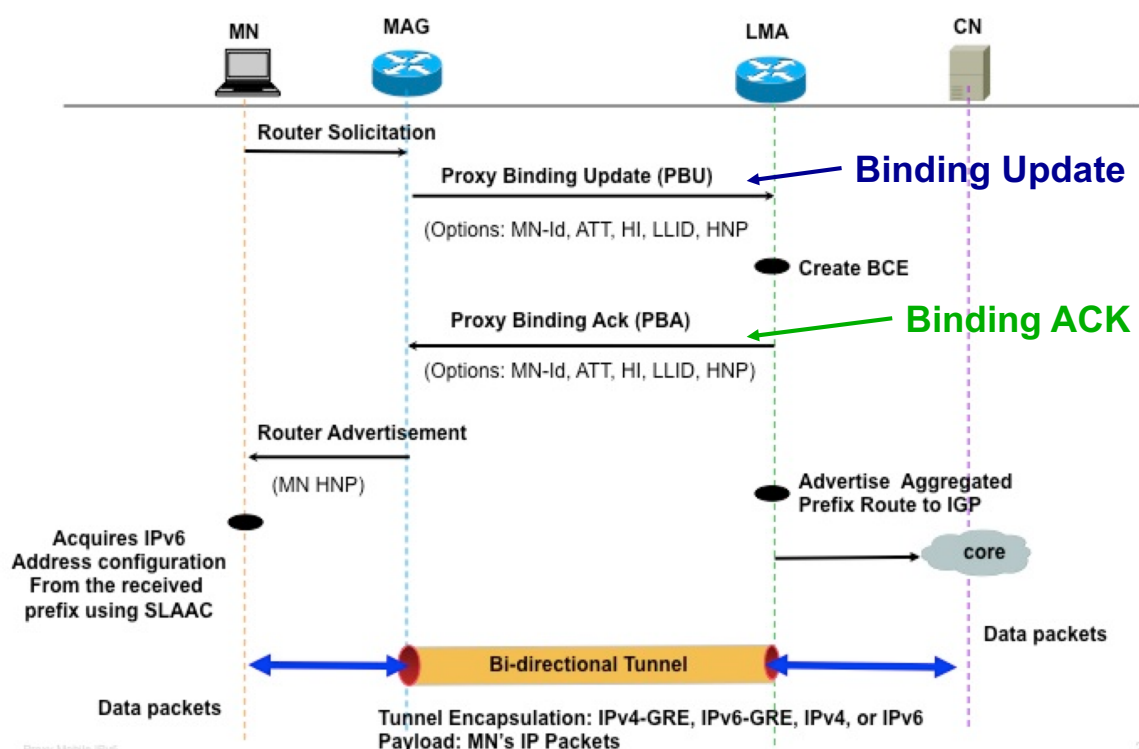 MN
MAG
LMA
CN
Router Solicitation
Proxy Binding Update (PBU)
Binding Update
(Options: MN-Id, ATT, HI, LLID, HNP
Create BCE
Proxy Binding Ack (PBA)
Binding ACK
(Options: MN-Id, ATT, HI, LLID, HNP)
Router Advertisement
(MN HNP)
Advertise Aggregated
Prefix Route to IGP
Acquires IPv6
Address configuration
From the received
prefix using SLAAC
core
Data packets
Bi-directional Tunnel
Data packets
Tunnel Encapsulation: IPv4-GRE, IPv6-GRE, IPv4, or IPv6
Payload: MN's IP Packets